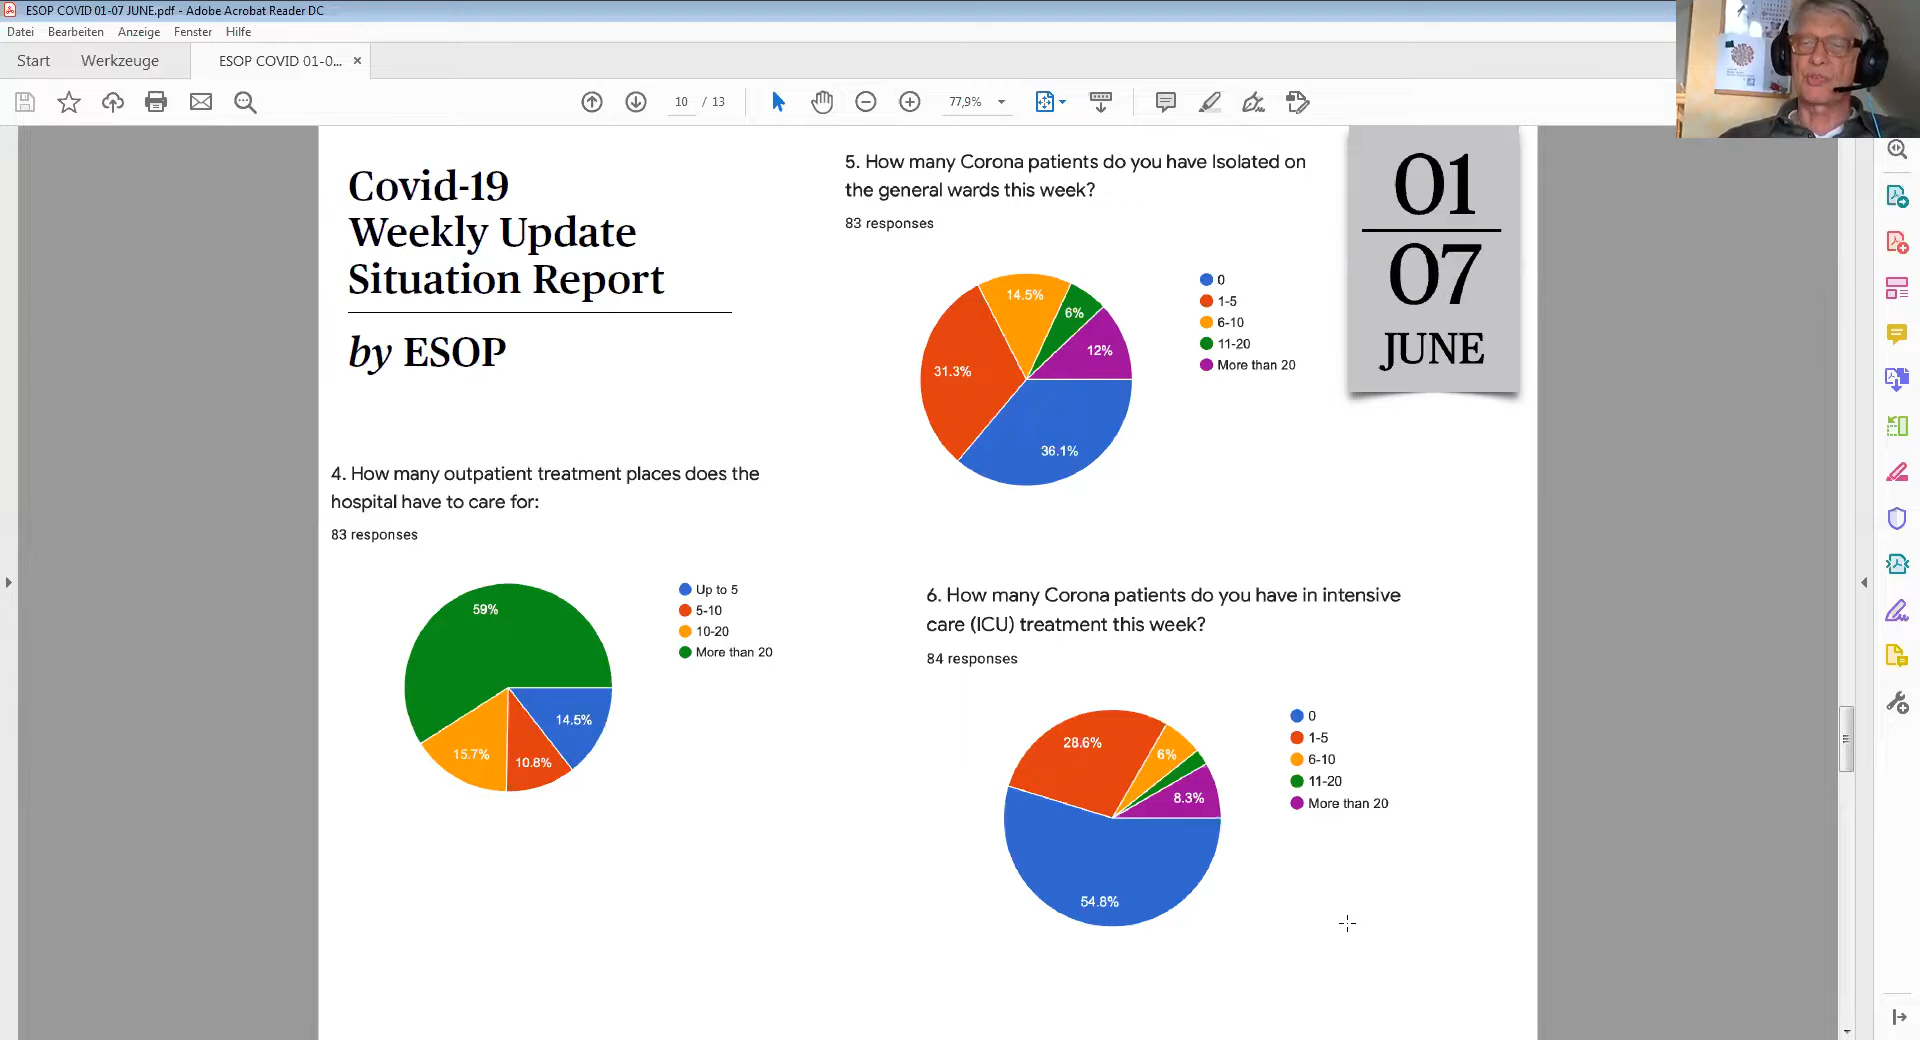 ESOP COVID 01-07 JUNE.pdf - Adobe Acrobat Reader DC
Datei Bearbeiten Anzeige Fenster Hilfe
Start Werkzeuge ESOP COVID 01-0... ×
10 / 13 77,9%
Covid-19
Weekly Update
Situation Report
by ESOP
4. How many outpatient treatment places does the
hospital have to care for:
83 responses
59%
14.5%
15.7%
10.8%
Up to 5
5-10
10-20
More than 20
5. How many Corona patients do you have Isolated on
the general wards this week?
83 responses
14.5%
6%
12%
31.3%
36.1%
0
1-5
6-10
11-20
More than 20
01
07
JUNE
6. How many Corona patients do you have in intensive
care (ICU) treatment this week?
84 responses
28.6%
6%
8.3%
54.8%
0
1-5
6-10
11-20
More than 20